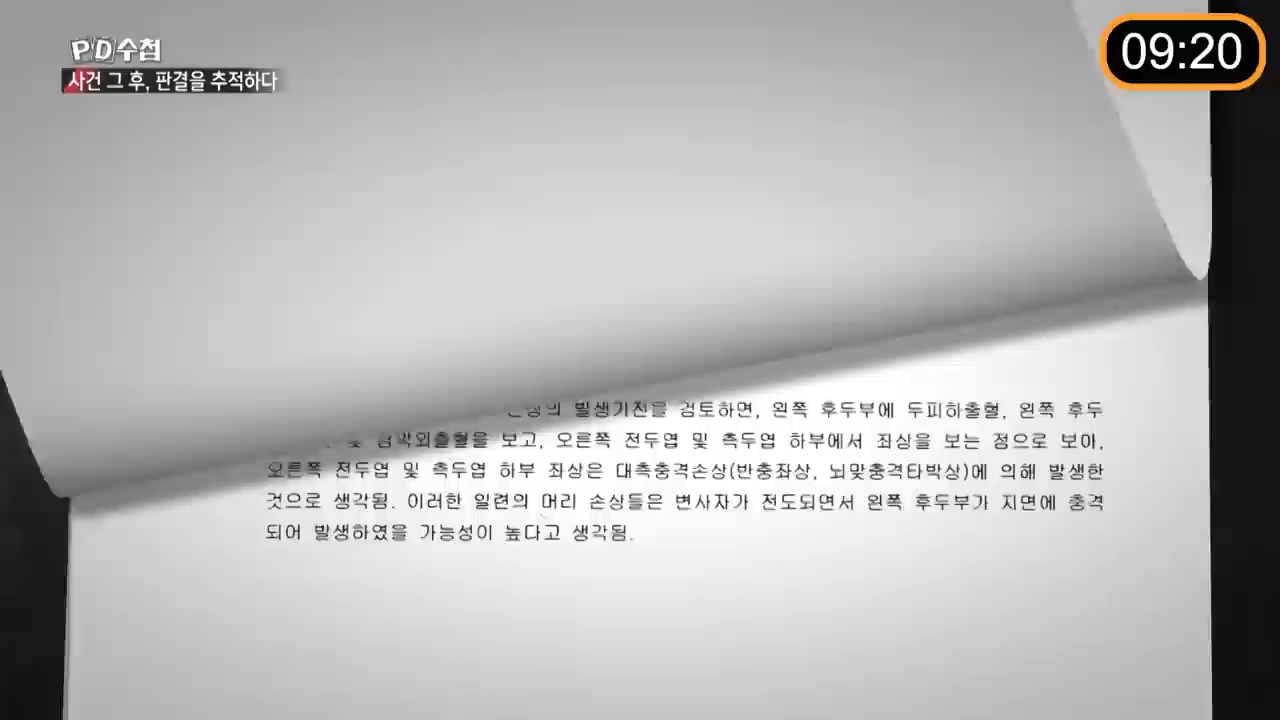 PD수첩
사건 그 후, 판결을 추적하다
09:20
발생기전을 검토하면, 왼쪽 후두부에 두피하출혈, 왼쪽 후두
및 경막외출혈을 보고, 오른쪽 전두엽 및 측두엽 하부에서 좌상을 보는 점으로 보아,
오른쪽 전두엽 및 측두엽 하부 좌상은 대측충격손상(반충좌상, 뇌맞충격타박상)에 의해 발생한
것으로 생각됨. 이러한 일련의 머리 손상들은 변사자가 전도되면서 왼쪽 후두부가 지면에 충격
되어 발생하였을 가능성이 높다고 생각됨.